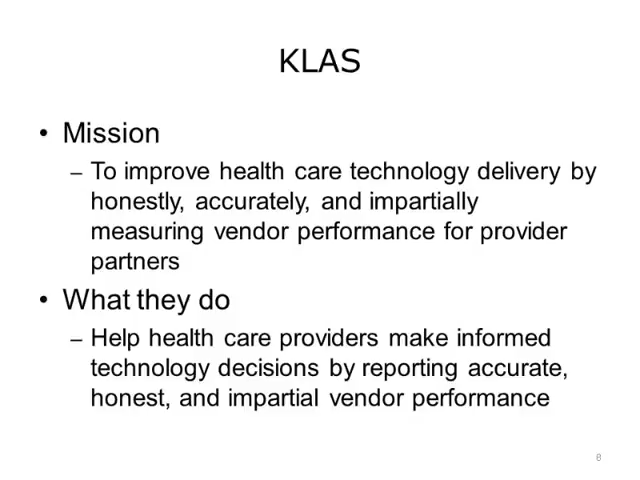 KLAS
• Mission
– To improve health care technology delivery by
honestly, accurately, and impartially
measuring vendor performance for provider
partners
• What they do
– Help health care providers make informed
technology decisions by reporting accurate,
honest, and impartial vendor performance
8